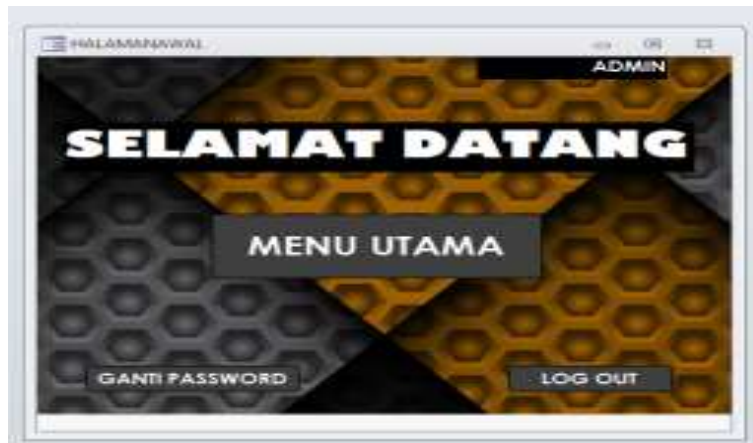 HALAMANAWAL
ADMIN
SELAMAT DATANG
MENU UTAMA
GANTI PASSWORD
LOG OUT